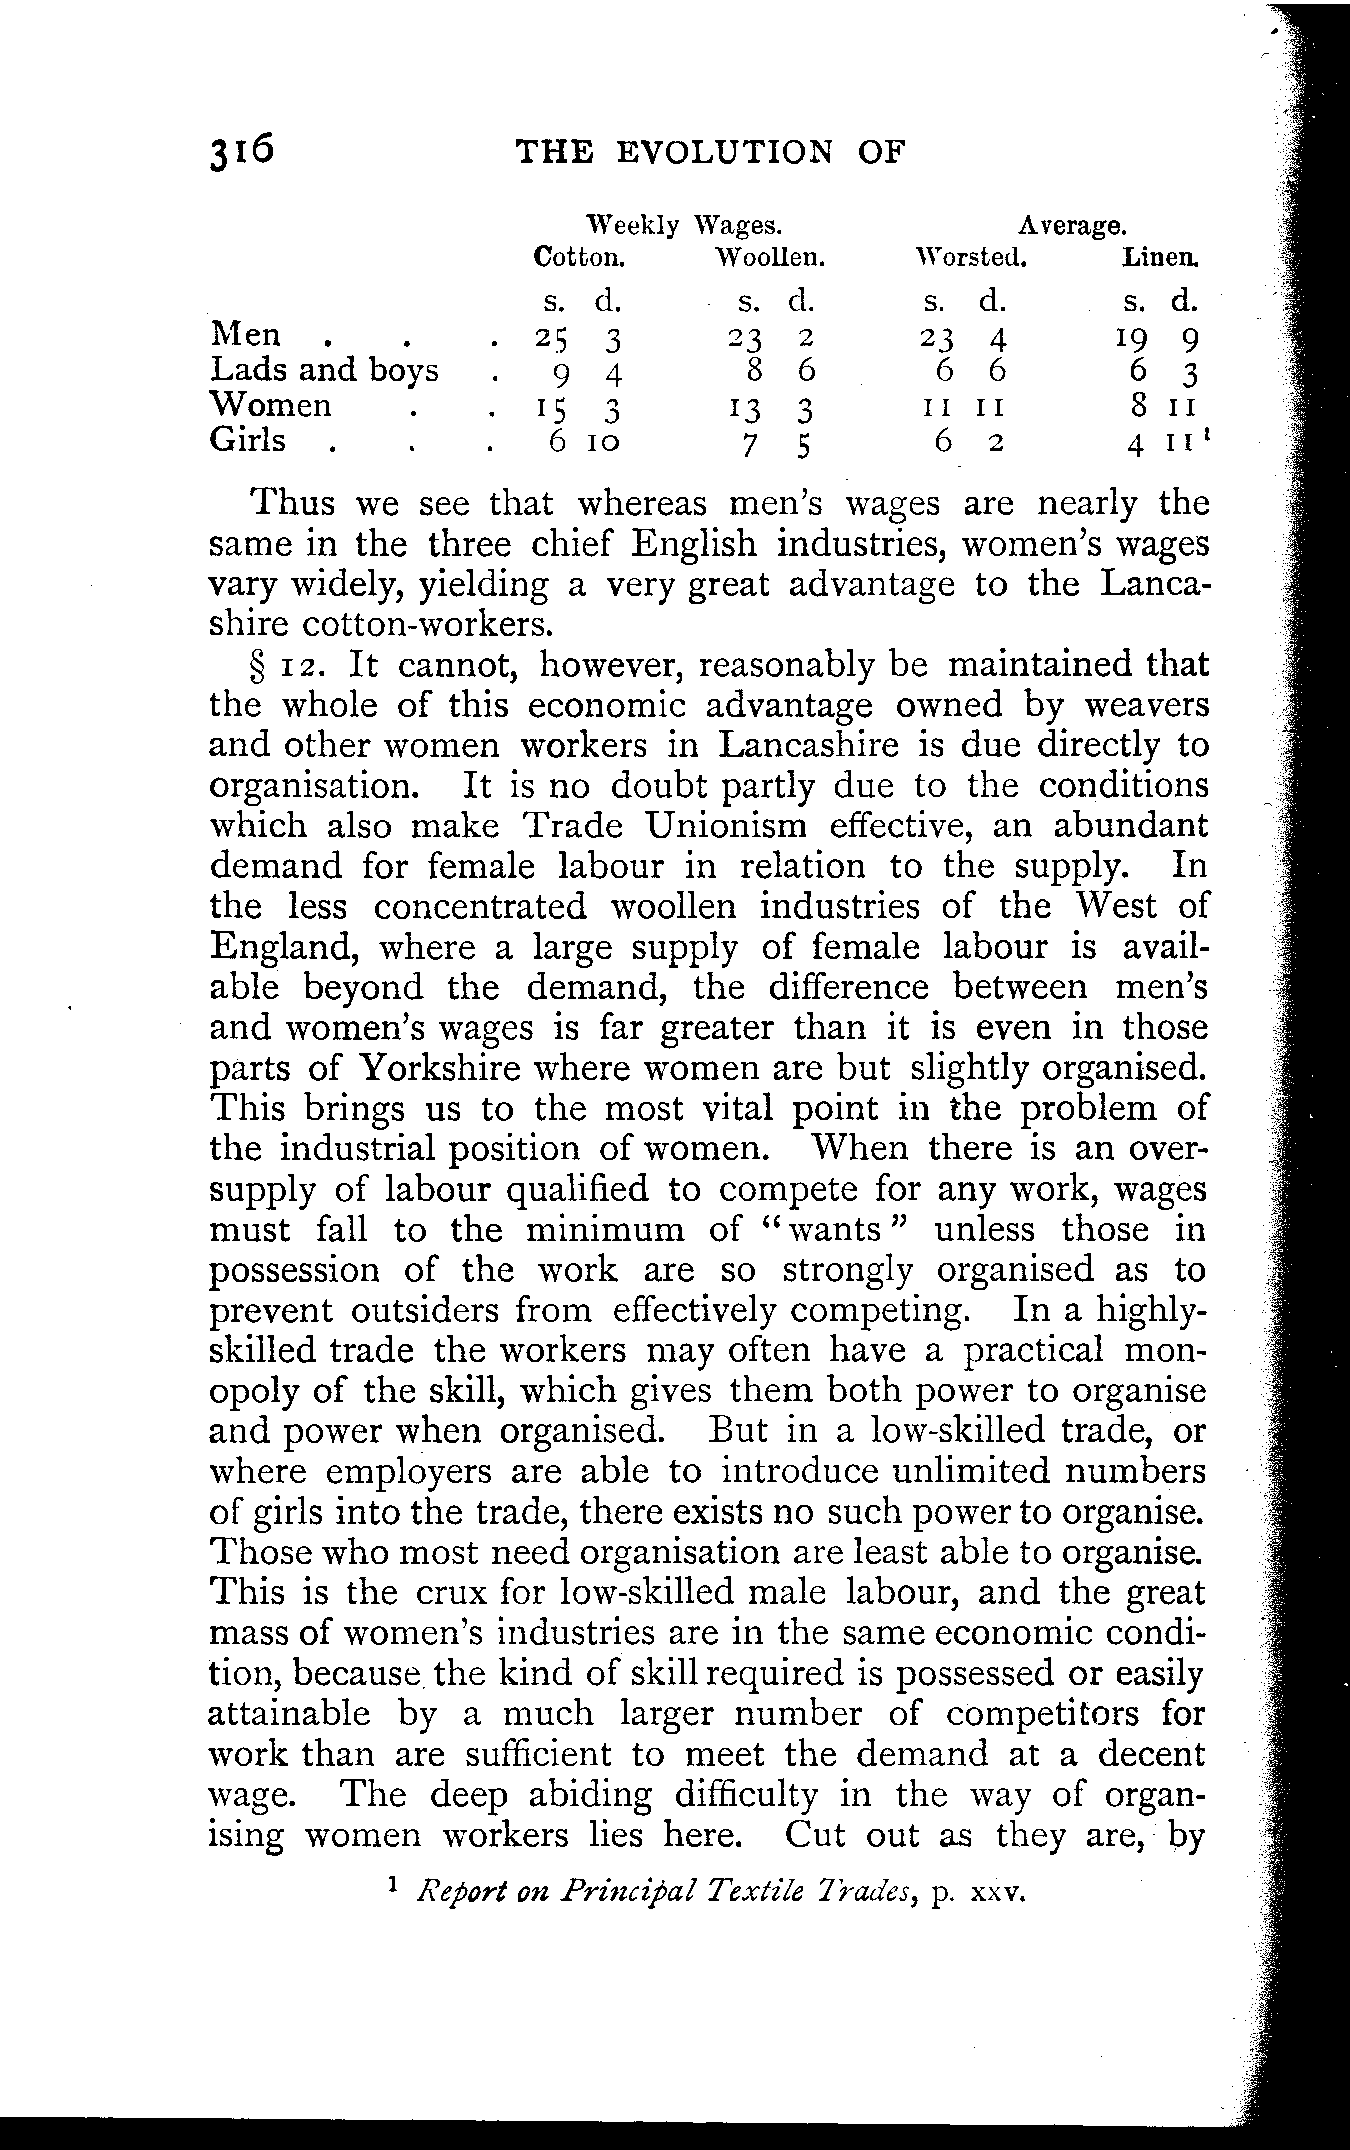 316 THE EVOLUTION OF
Weekly Wages. Average.
Cotton. Woollen. Worsted. Linen.
s. d. s. d. s. d. s. d.
Men . . . 25 3 23 2 23 4 19 9
Lads and boys . 9 4 8 6 6 6 6 3
Women . . 15 3 13 3 11 11 8 11
Girls . . . 6 10 7 5 6 2 4 11¹
Thus we see that whereas men's wages are nearly the
same in the three chief English industries, women's wages
vary widely, yielding a very great advantage to the Lanca-
shire cotton-workers.
§ 12. It cannot, however, reasonably be maintained that
the whole of this economic advantage owned by weavers
and other women workers in Lancashire is due directly to
organisation. It is no doubt partly due to the conditions
which also make Trade Unionism effective, an abundant
demand for female labour in relation to the supply. In
the less concentrated woollen industries of the West of
England, where a large supply of female labour is avail-
able beyond the demand, the difference between men's
and women's wages is far greater than it is even in those
parts of Yorkshire where women are but slightly organised.
This brings us to the most vital point in the problem of
the industrial position of women. When there is an over-
supply of labour qualified to compete for any work, wages
must fall to the minimum of "wants" unless those in
possession of the work are so strongly organised as to
prevent outsiders from effectively competing. In a highly-
skilled trade the workers may often have a practical mon-
opoly of the skill, which gives them both power to organise
and power when organised. But in a low-skilled trade, or
where employers are able to introduce unlimited numbers
of girls into the trade, there exists no such power to organise.
Those who most need organisation are least able to organise.
This is the crux for low-skilled male labour, and the great
mass of women's industries are in the same economic condi-
tion, because the kind of skill required is possessed or easily
attainable by a much larger number of competitors for
work than are sufficient to meet the demand at a decent
wage. The deep abiding difficulty in the way of organ-
ising women workers lies here. Cut out as they are, by
¹ Report on Principal Textile Trades, p. xxv.